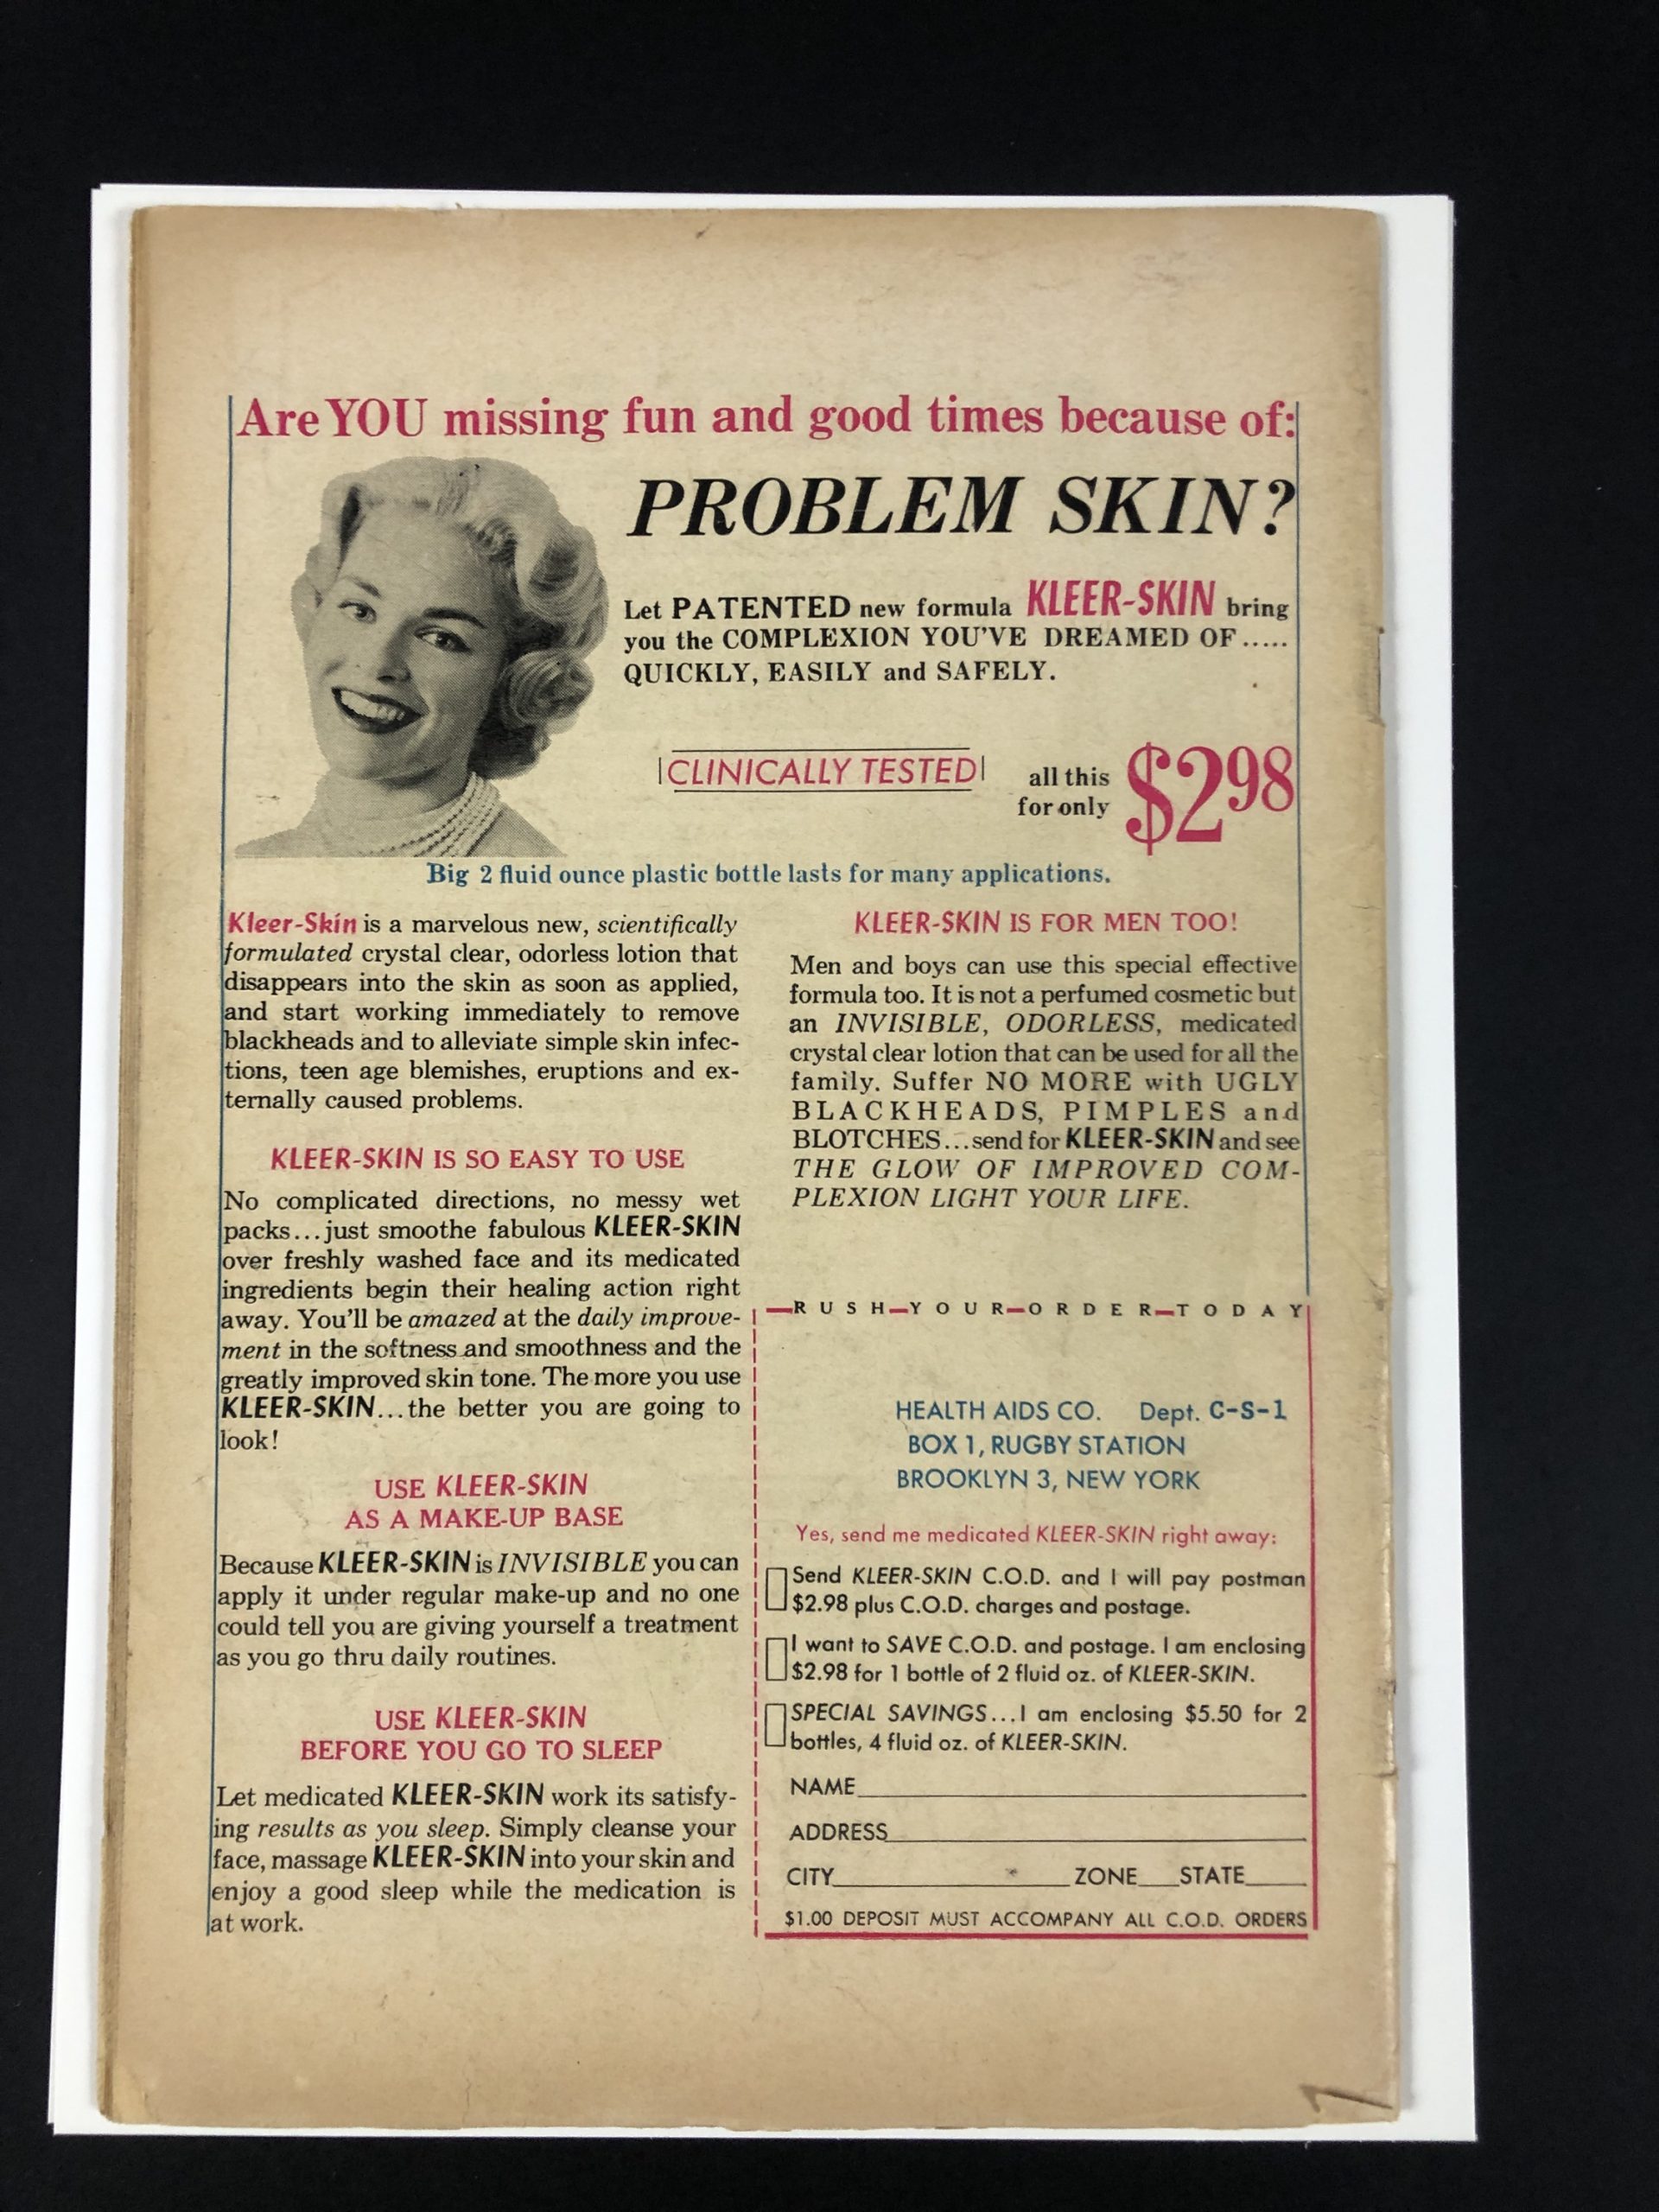 Are YOU missing fun and good times because of:
PROBLEM SKIN?
Let PATENTED new formula KLEER-SKIN bring
you the COMPLEXION YOU'VE DREAMED OF.....
QUICKLY, EASILY and SAFELY.
CLINICALLY TESTED
all this
for only
$2.98
Big 2 fluid ounce plastic bottle lasts for many applications.
Kleer-Skin is a marvelous new, scientifically
formulated crystal clear, odorless lotion that
disappears into the skin as soon as applied,
and start working immediately to remove
blackheads and to alleviate simple skin infec-
tions, teen age blemishes, eruptions and ex-
ternally caused problems.
KLEER-SKIN IS SO EASY TO USE
No complicated directions, no messy wet
packs...just smoothe fabulous KLEER-SKIN
over freshly washed face and its medicated
ingredients begin their healing action right
away. You'll be amazed at the daily improve-
ment in the softness and smoothness and the
greatly improved skin tone. The more you use
KLEER-SKIN...the better you are going to
look!
USE KLEER-SKIN
AS A MAKE-UP BASE
Because KLEER-SKIN is INVISIBLE you can
apply it under regular make-up and no one
could tell you are giving yourself a treatment
as you go thru daily routines.
USE KLEER-SKIN
BEFORE YOU GO TO SLEEP
Let medicated KLEER-SKIN work its satisfy-
ing results as you sleep. Simply cleanse your
face, massage KLEER-SKIN into your skin and
enjoy a good sleep while the medication is
at work.
KLEER-SKIN IS FOR MEN TOO!
Men and boys can use this special effective
formula too. It is not a perfumed cosmetic but
an INVISIBLE, ODORLESS, medicated
crystal clear lotion that can be used for all the
family. Suffer NO MORE with UGLY
BLACKHEADS, PIMPLES and
BLOTCHES...send for KLEER-SKIN and see
THE GLOW OF IMPROVED COM-
PLEXION LIGHT YOUR LIFE.
RUSH—YOUR—ORDER—TODAY
HEALTH AIDS CO. Dept. C-S-1
BOX 1, RUGBY STATION
BROOKLYN 3, NEW YORK
Yes, send me medicated KLEER-SKIN right away:
Send KLEER-SKIN C.O.D. and I will pay postman
$2.98 plus C.O.D. charges and postage.
I want to SAVE C.O.D. and postage. I am enclosing
$2.98 for 1 bottle of 2 fluid oz. of KLEER-SKIN.
SPECIAL SAVINGS...I am enclosing $5.50 for 2
bottles, 4 fluid oz. of KLEER-SKIN.
NAME
ADDRESS
CITY ZONE STATE
$1.00 DEPOSIT MUST ACCOMPANY ALL C.O.D. ORDERS